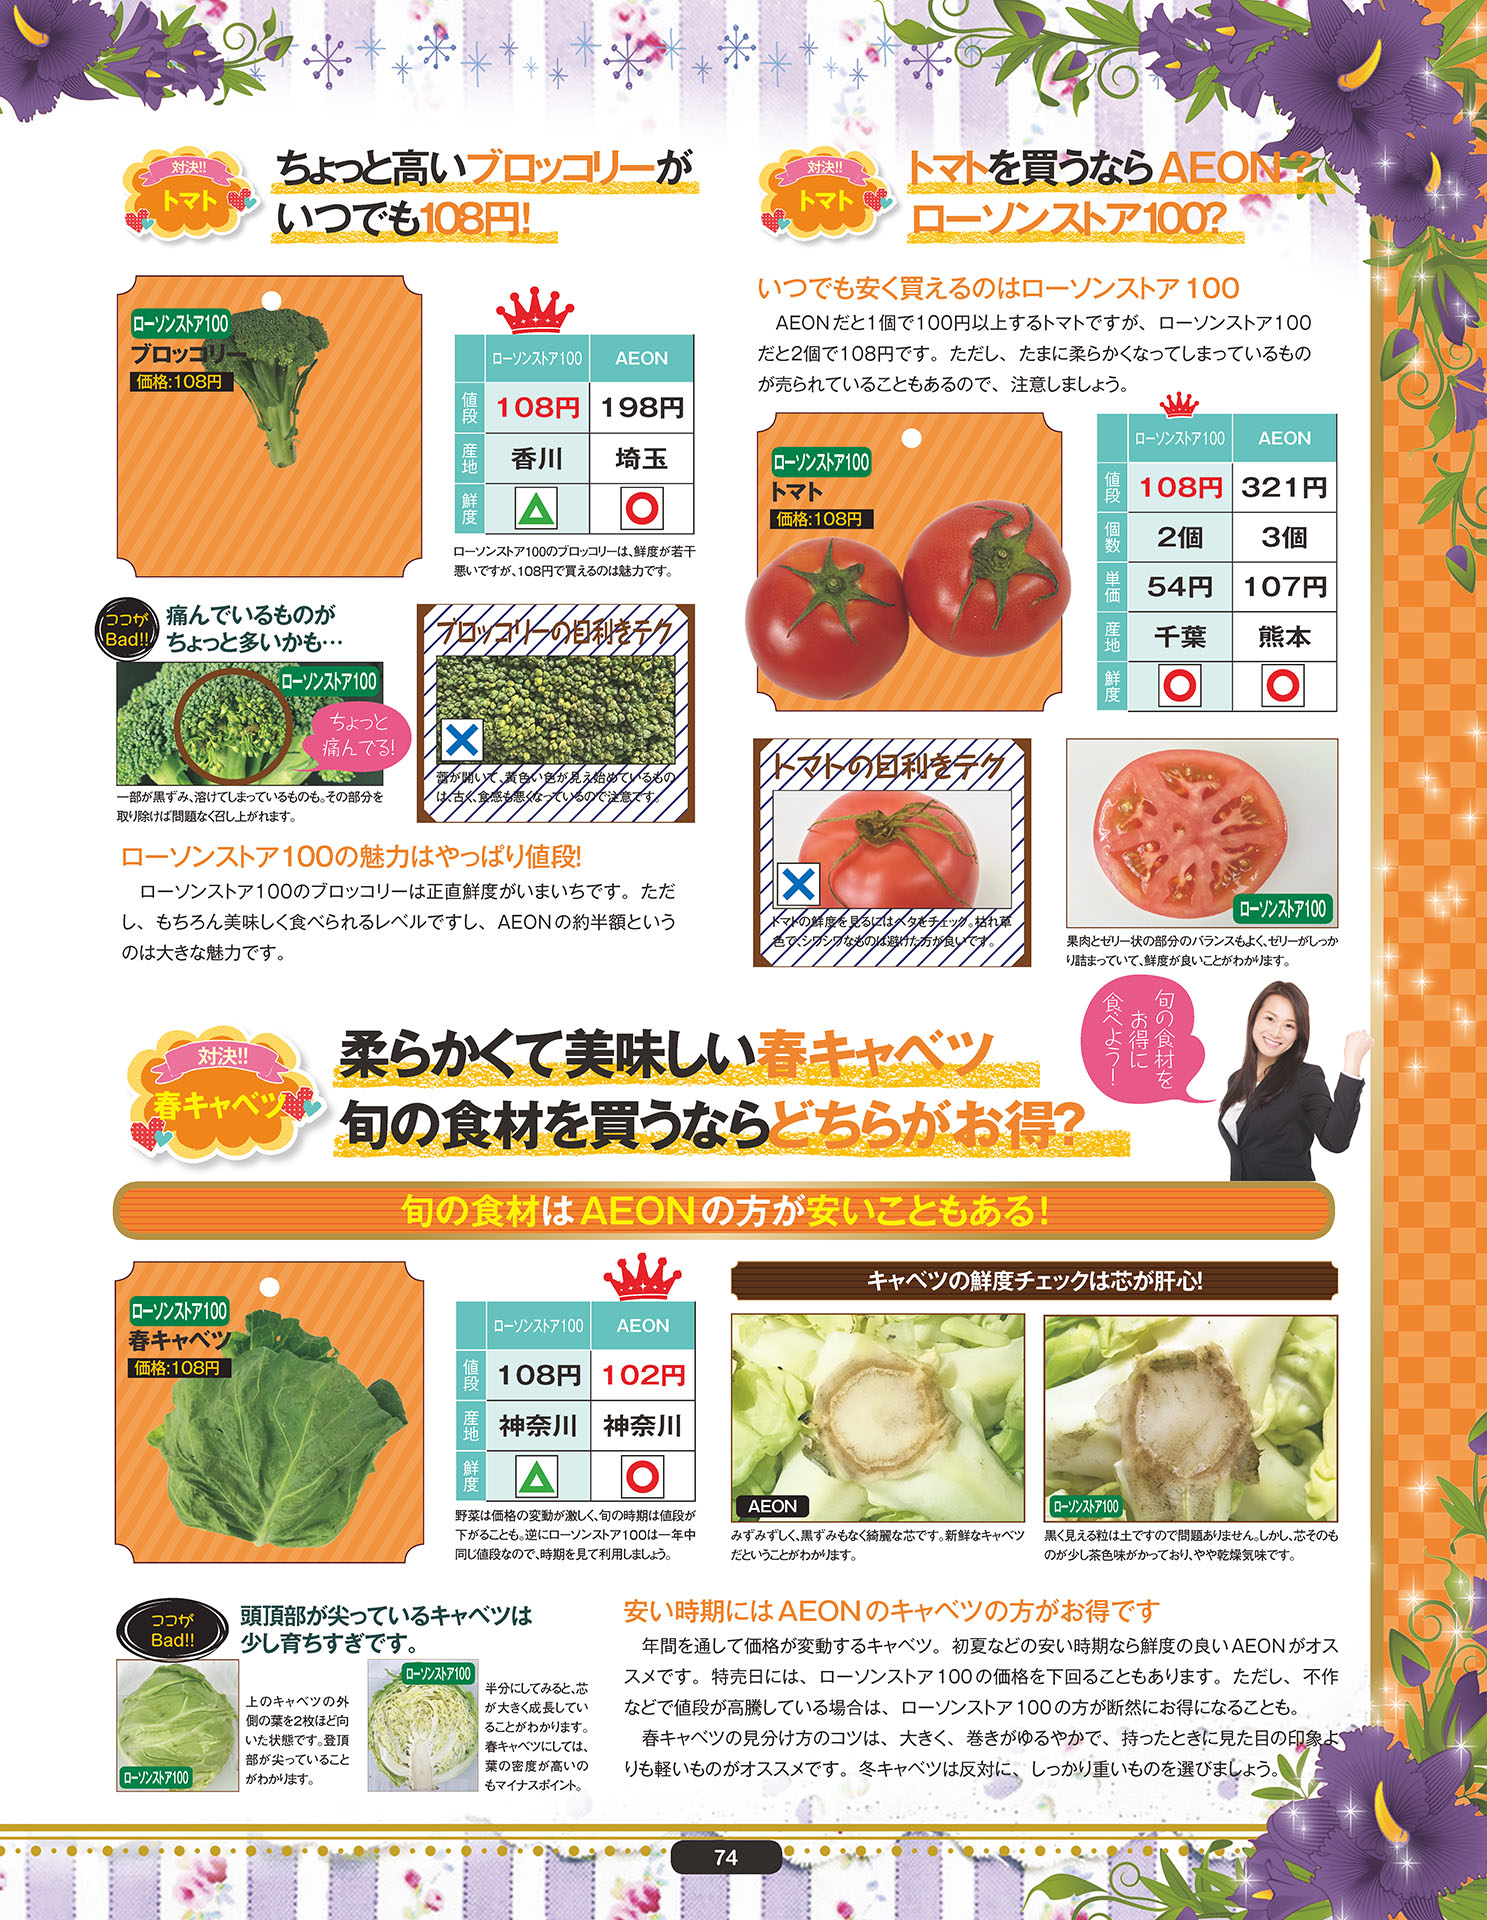 対決!!
トマト
ちょっと高いブロッコリーが
いつでも108円!
ローソンストア100
ブロッコリー
価格:108円
ローソンストア100 AEON
値段 108円 198円
産地 香川 埼玉
鮮度 △ ○
ローソンストア100のブロッコリーは、鮮度が若干
悪いですが、108円で買えるのは魅力です。
ココが
Bad!!
痛んでいるものが
ちょっと多いかも…
ローソンストア100
ちょっと
痛んでる!
一部が黒ずみ、溶けてしまっているものも。その部分を
取り除けば問題なく召し上がれます。
ブロッコリーの目利きテク
×
蕾が開いて、黄色い色が見え始めているもの
は、古く、食感も悪くなっているので注意です。
ローソンストア100の魅力はやっぱり値段!
ローソンストア100のブロッコリーは正直鮮度がいまいちです。ただ
し、もちろん美味しく食べられるレベルですし、AEONの約半額という
のは大きな魅力です。
対決!!
トマト
トマトを買うならAEON？
ローソンストア100?
いつでも安く買えるのはローソンストア100
AEONだと1個で100円以上するトマトですが、ローソンストア100
だと2個で108円です。ただし、たまに柔らかくなってしまっているもの
が売られていることもあるので、注意しましょう。
ローソンストア100
トマト
価格:108円
ローソンストア100 AEON
値段 108円 321円
個数 2個 3個
単価 54円 107円
産地 千葉 熊本
鮮度 ○ ○
トマトの目利きテク
×
トマトの鮮度を見るにはヘタをチェック。枯れ草
色で、シワシワなものは避けた方が良いです。
ローソンストア100
果肉とゼリー状の部分のバランスもよく、ゼリーがしっか
り詰まっていて、鮮度が良いことがわかります。
対決!!
春キャベツ
柔らかくて美味しい春キャベツ
旬の食材を買うならどちらがお得?
旬の食材を
お得に
食べよう!
旬の食材はAEONの方が安いこともある!
ローソンストア100
春キャベツ
価格:108円
ローソンストア100 AEON
値段 108円 102円
産地 神奈川 神奈川
鮮度 △ ○
野菜は価格の変動が激しく、旬の時期は値段が
下がることも。逆にローソンストア100は一年中
同じ値段なので、時期を見て利用しましょう。
キャベツの鮮度チェックは芯が肝心!
AEON
みずみずしく、黒ずみもなく綺麗な芯です。新鮮なキャベツ
だということがわかります。
ローソンストア100
黒く見える粒は土ですので問題ありません。しかし、芯そのも
のが少し茶色味がかっており、やや乾燥気味です。
ココが
Bad!!
頭頂部が尖っているキャベツは
少し育ちすぎです。
ローソンストア100
上のキャベツの外
側の葉を2枚ほど向
いた状態です。登頂
部が尖っていること
がわかります。
ローソンストア100
半分にしてみると、芯
が大きく成長してい
ることがわかります。
春キャベツにしては、
葉の密度が高いの
もマイナスポイント。
安い時期にはAEONのキャベツの方がお得です
年間を通して価格が変動するキャベツ。初夏などの安い時期なら鮮度の良いAEONがオス
スメです。特売日には、ローソンストア100の価格を下回ることもあります。ただし、不作
などで値段が高騰している場合は、ローソンストア100の方が断然にお得になることも。
春キャベツの見分け方のコツは、大きく、巻きがゆるやかで、持ったときに見た目の印象よ
りも軽いものがオススメです。冬キャベツは反対に、しっかり重いものを選びましょう。
74